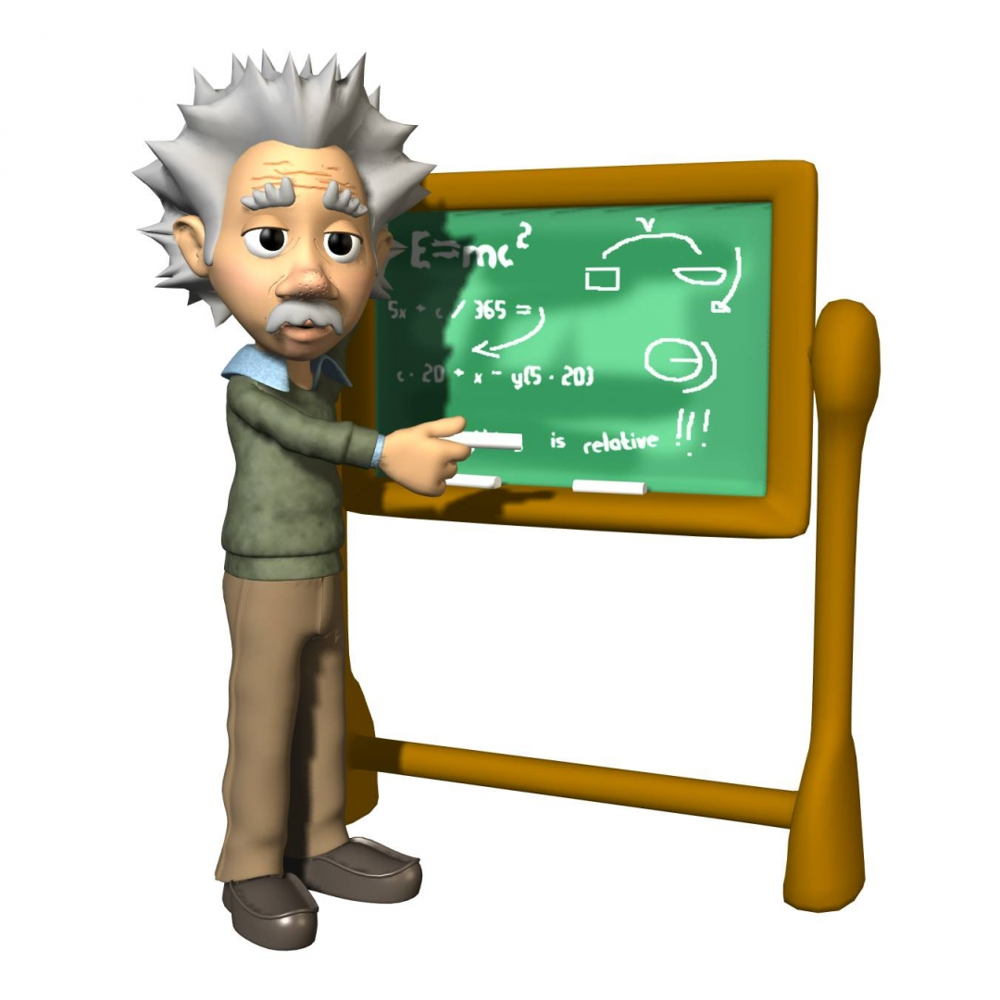 E=mc²
v
5x + c / 365 =
c · 20 + x - y(5 · 20)
is relative !!!